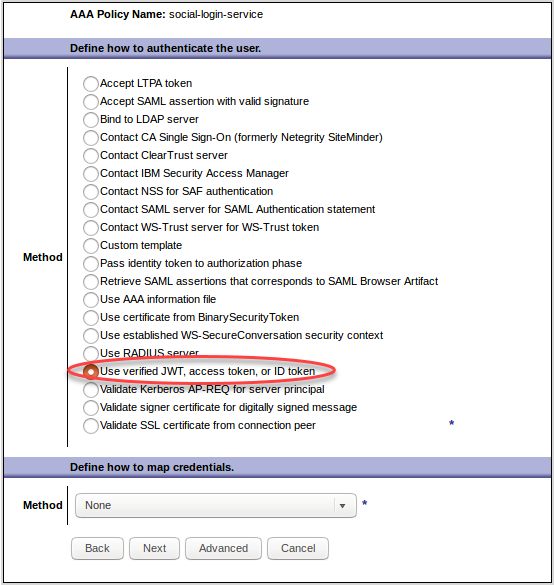 AAA Policy Name: social-login-service
Define how to authenticate the user.
Accept LTPA token
Accept SAML assertion with valid signature
Bind to LDAP server
Contact CA Single Sign-On (formerly Netegrity SiteMinder)
Contact ClearTrust server
Contact IBM Security Access Manager
Contact NSS for SAF authentication
Contact SAML server for SAML Authentication statement
Contact WS-Trust server for WS-Trust token
Custom template
Method
Pass identity token to authorization phase
Retrieve SAML assertions that corresponds to SAML Browser Artifact
Use AAA information file
Use certificate from BinarySecurityToken
Use established WS-SecureConversation security context
Use RADIUS server
Use verified JWT, access token, or ID token
Validate Kerberos AP-REQ for server principal
Validate signer certificate for digitally signed message
Validate SSL certificate from connection peer *
Define how to map credentials.
Method None *
Back Next Advanced Cancel